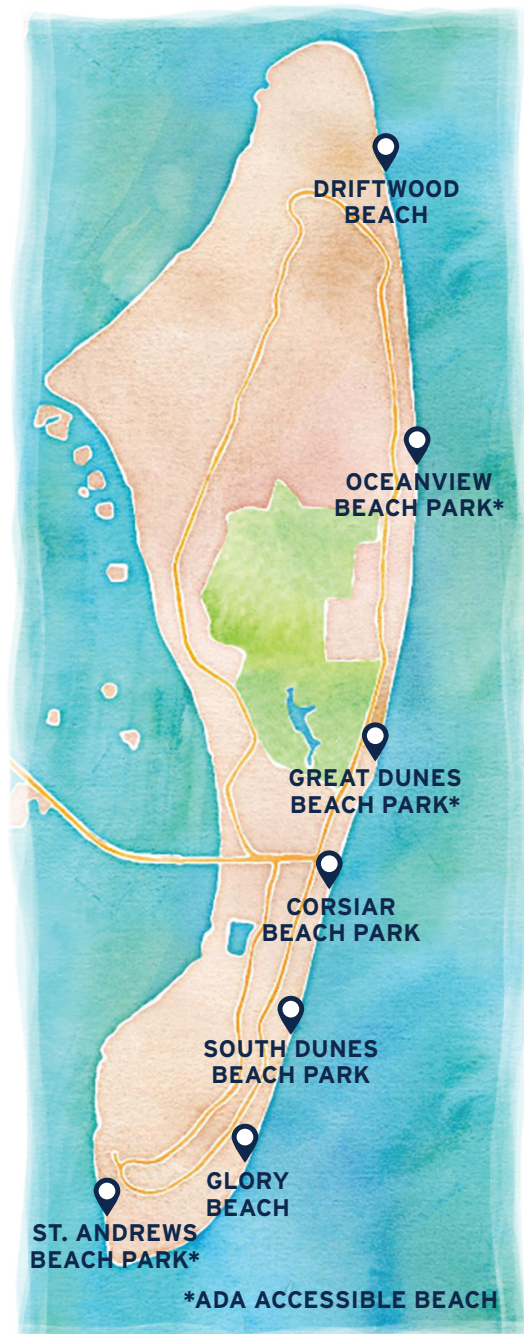 DRIFTWOOD
BEACH
OCEANVIEW
BEACH PARK*
GREAT DUNES
BEACH PARK*
CORSIAR
BEACH PARK
SOUTH DUNES
BEACH PARK
GLORY
BEACH
ST. ANDREWS
BEACH PARK*
*ADA ACCESSIBLE BEACH